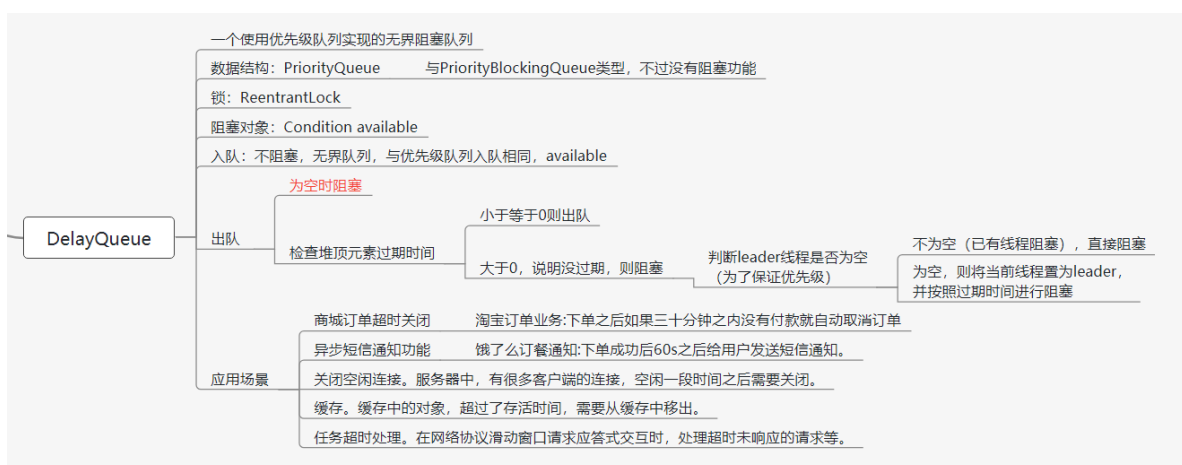 一个使用优先级队列实现的无界阻塞队列
数据结构：PriorityQueue 与PriorityBlockingQueue类型，不过没有阻塞功能
锁：ReentrantLock
阻塞对象：Condition available
入队：不阻塞，无界队列，与优先级队列入队相同，available
为空时阻塞
DelayQueue
出队
检查堆顶元素过期时间
小于等于0则出队
大于0，说明没过期，则阻塞
判断leader线程是否为空
（为了保证优先级）
不为空（已有线程阻塞），直接阻塞
为空，则将当前线程置为leader，
并按照过期时间进行阻塞
应用场景
商城订单超时关闭 淘宝订单业务:下单之后如果三十分钟之内没有付款就自动取消订单
异步短信通知功能 饿了么订餐通知:下单成功后60s之后给用户发送短信通知。
关闭空闲连接。服务器中，有很多客户端的连接，空闲一段时间之后需要关闭。
缓存。缓存中的对象，超过了存活时间，需要从缓存中移出。
任务超时处理。在网络协议滑动窗口请求应答式交互时，处理超时未响应的请求等。